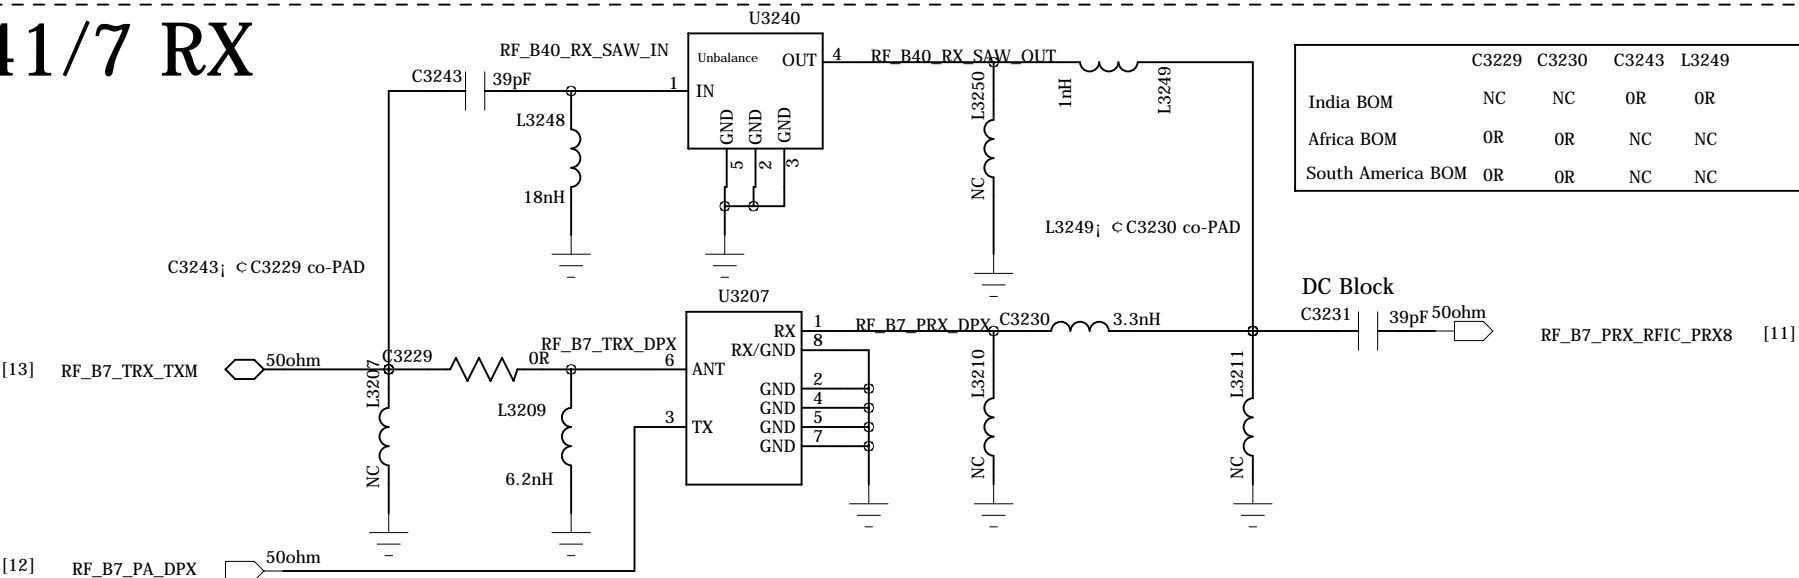 41/7 RX
U3240
RF_B40_RX_SAW_IN
C3243
39pF
1
IN
Unbalance
OUT
4
RF_B40_RX_SAW_OUT
GND
GND
GND
5
2
3
L3248
18nH
L3250
NC
1nH
L3249
C3229 C3230 C3243 L3249
India BOM NC NC 0R 0R
Africa BOM 0R 0R NC NC
South America BOM 0R 0R NC NC
L3249¡ ¢C3230 co-PAD
C3243¡ ¢C3229 co-PAD
U3207
DC Block
C3231
39pF
50ohm
RF_B7_PRX_RFIC_PRX8 [11]
RX
1
RF_B7_PRX_DPX
C3230
3.3nH
RX/GND
8
[13] RF_B7_TRX_TXM
50ohm
C3229
0R
RF_B7_TRX_DPX
6
ANT
GND
2
GND
4
GND
5
GND
7
3
TX
L3207
NC
L3209
6.2nH
L3210
NC
L3211
NC
[12] RF_B7_PA_DPX
50ohm